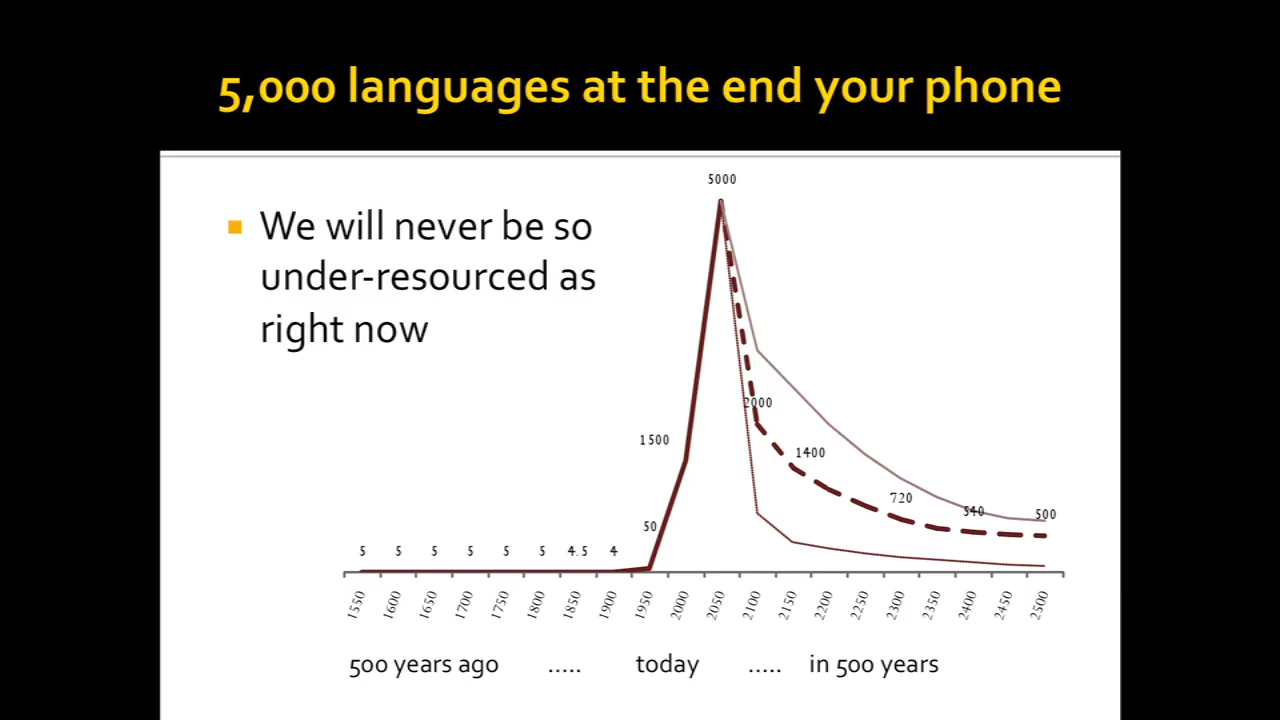 5,000 languages at the end your phone
We will never be so
under-resourced as
right now
5000
2000
1500
1400
720
540
500
50
5 5 5 5 5 5 4.5 4
1550 1600 1650 1700 1750 1800 1850 1900 1950 2000 2050 2100 2150 2200 2250 2300 2350 2400 2450 2500
500 years ago ..... today ..... in 500 years